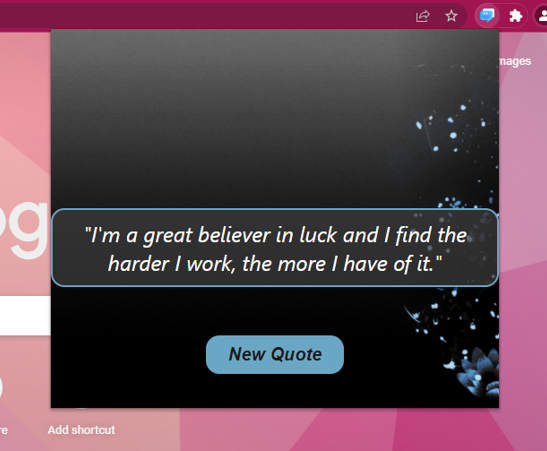 mages
og
"I'm a great believer in luck and I find the
harder I work, the more I have of it."
New Quote
re
Add shortcut